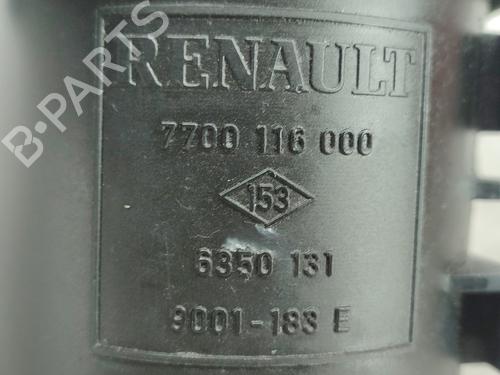 B-PARTS
RENAULT
7700 116 000
153
6350 131
9001-183 E